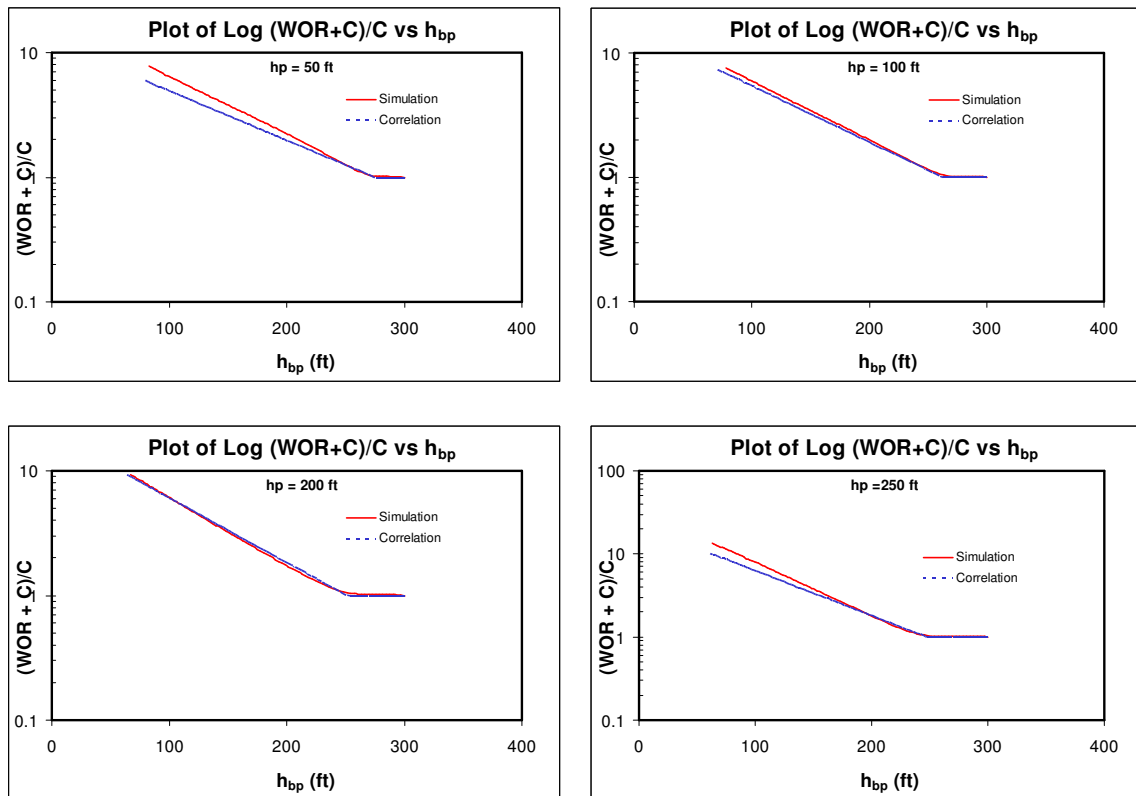 Plot of Log (WOR+C)/C vs hbp
hp = 50 ft
Simulation
Correlation
(WOR + C)/C
10
1
0.1
0
100
200
300
400
hbp (ft)
Plot of Log (WOR+C)/C vs hbp
hp = 100 ft
Simulation
Correlation
(WOR + C)/C
10
1
0.1
0
100
200
300
400
hbp (ft)
Plot of Log (WOR+C)/C vs hbp
hp = 200 ft
Simulation
Correlation
(WOR + C)/C
10
1
0.1
0
100
200
300
400
hbp (ft)
Plot of Log (WOR+C)/C vs hbp
hp =250 ft
Simulation
Correlation
(WOR + C)/C
100
10
1
0.1
0
100
200
300
400
hbp (ft)